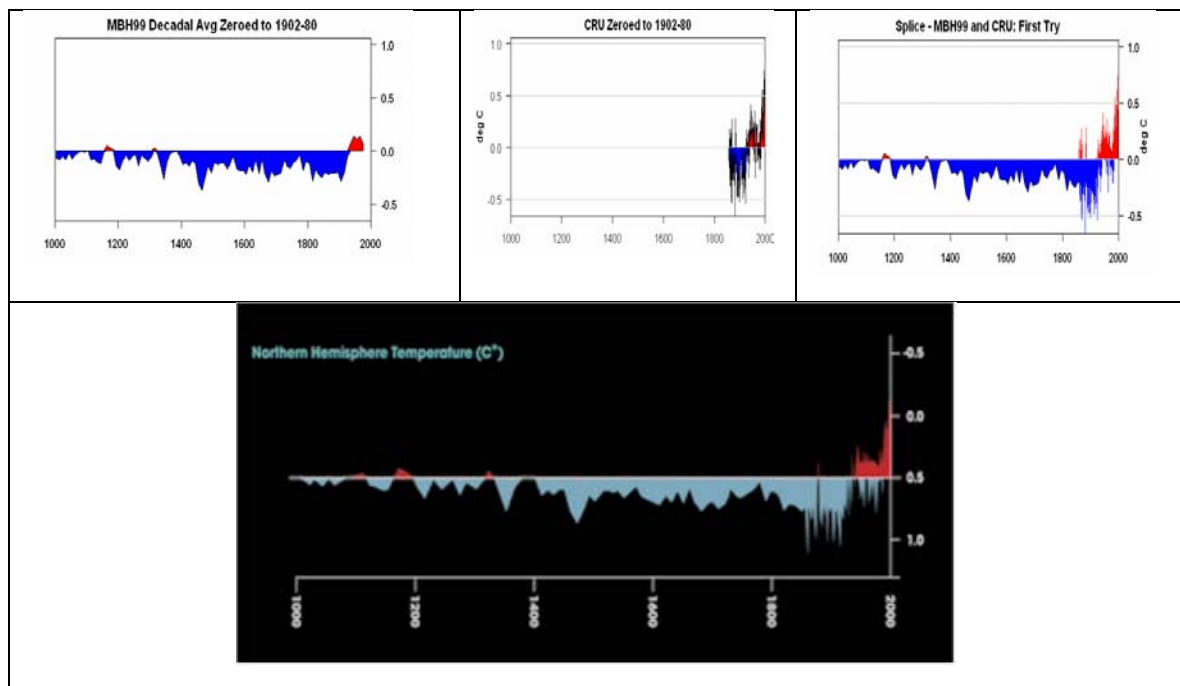 MBH99 Decadal Avg Zeroed to 1902-80
1.0
0.5
0.0
-0.5
1000 1200 1400 1600 1800 2000
CRU Zeroed to 1902-80
1.0
0.5
0.0
-0.5
deg C
1000 1200 1400 1600 1800 2000
Splice - MBH99 and CRU: First Try
1.0
0.5
0.0
-0.5
deg C
1000 1200 1400 1600 1800 2000
Northern Hemisphere Temperature (C°)
-0.5
0.0
0.5
1.0
1000 1200 1400 1600 1800 2000